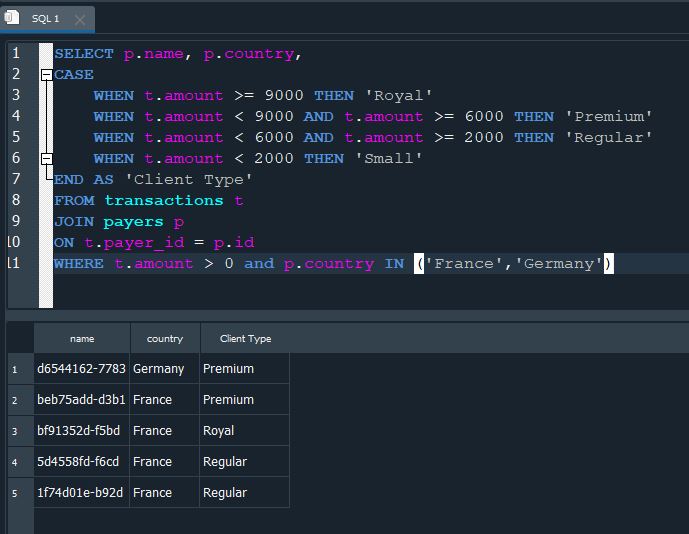 SQL 1
1 SELECT p.name, p.country,
2 CASE
3 WHEN t.amount >= 9000 THEN 'Royal'
4 WHEN t.amount < 9000 AND t.amount >= 6000 THEN 'Premium'
5 WHEN t.amount < 6000 AND t.amount >= 2000 THEN 'Regular'
6 WHEN t.amount < 2000 THEN 'Small'
7 END AS 'Client Type'
8 FROM transactions t
9 JOIN payers p
10 ON t.payer_id = p.id
11 WHERE t.amount > 0 and p.country IN ('France','Germany')
name country Client Type
1 d6544162-7783 Germany Premium
2 beb75add-d3b1 France Premium
3 bf91352d-f5bd France Royal
4 5d4558fd-f6cd France Regular
5 1f74d01e-b92d France Regular